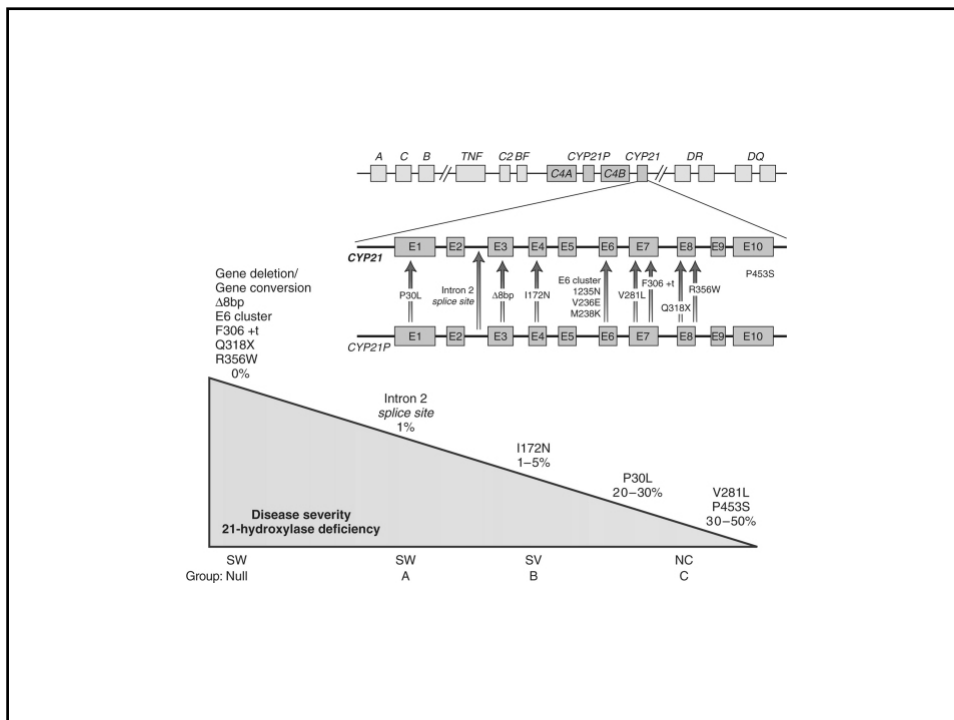 A C B TNF C2 BF CYP21P CYP21 DR DQ
C4A C4B
E1 E2 E3 E4 E5 E6 E7 E8 E9 E10
CYP21
P453S
P30L
Intron 2
splice site
Δ8bp
I172N
E6 cluster
1235N
V236E
M238K
V281L
F306 +t
Q318X
R356W
E1 E2 E3 E4 E5 E6 E7 E8 E9 E10
CYP21P
Gene deletion/
Gene conversion
Δ8bp
E6 cluster
F306 +t
Q318X
R356W
0%
Intron 2
splice site
1%
I172N
1–5%
P30L
20–30%
V281L
P453S
30–50%
Disease severity
21-hydroxylase deficiency
SW SW SV NC
Group: Null A B C